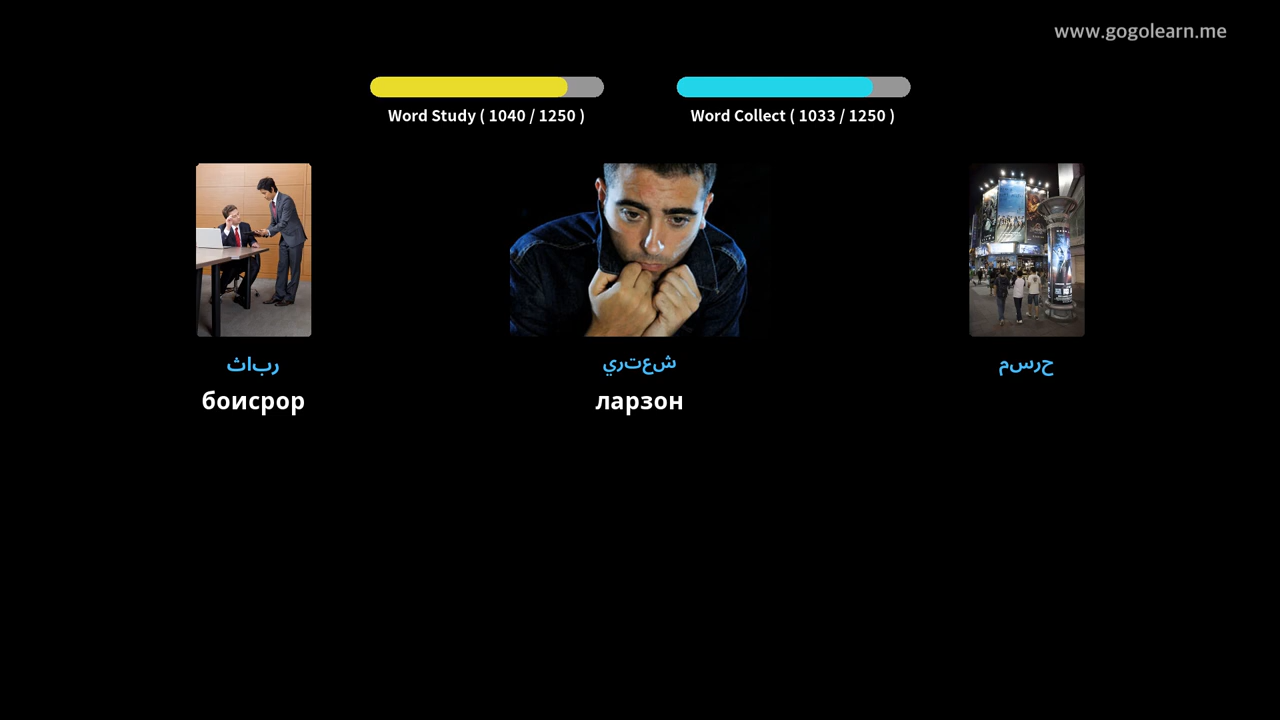 www.gogolearn.me
Word Study ( 1040 / 1250 )
Word Collect ( 1033 / 1250 )
رباث
боисрор
شعتري
ларзон
حرسم